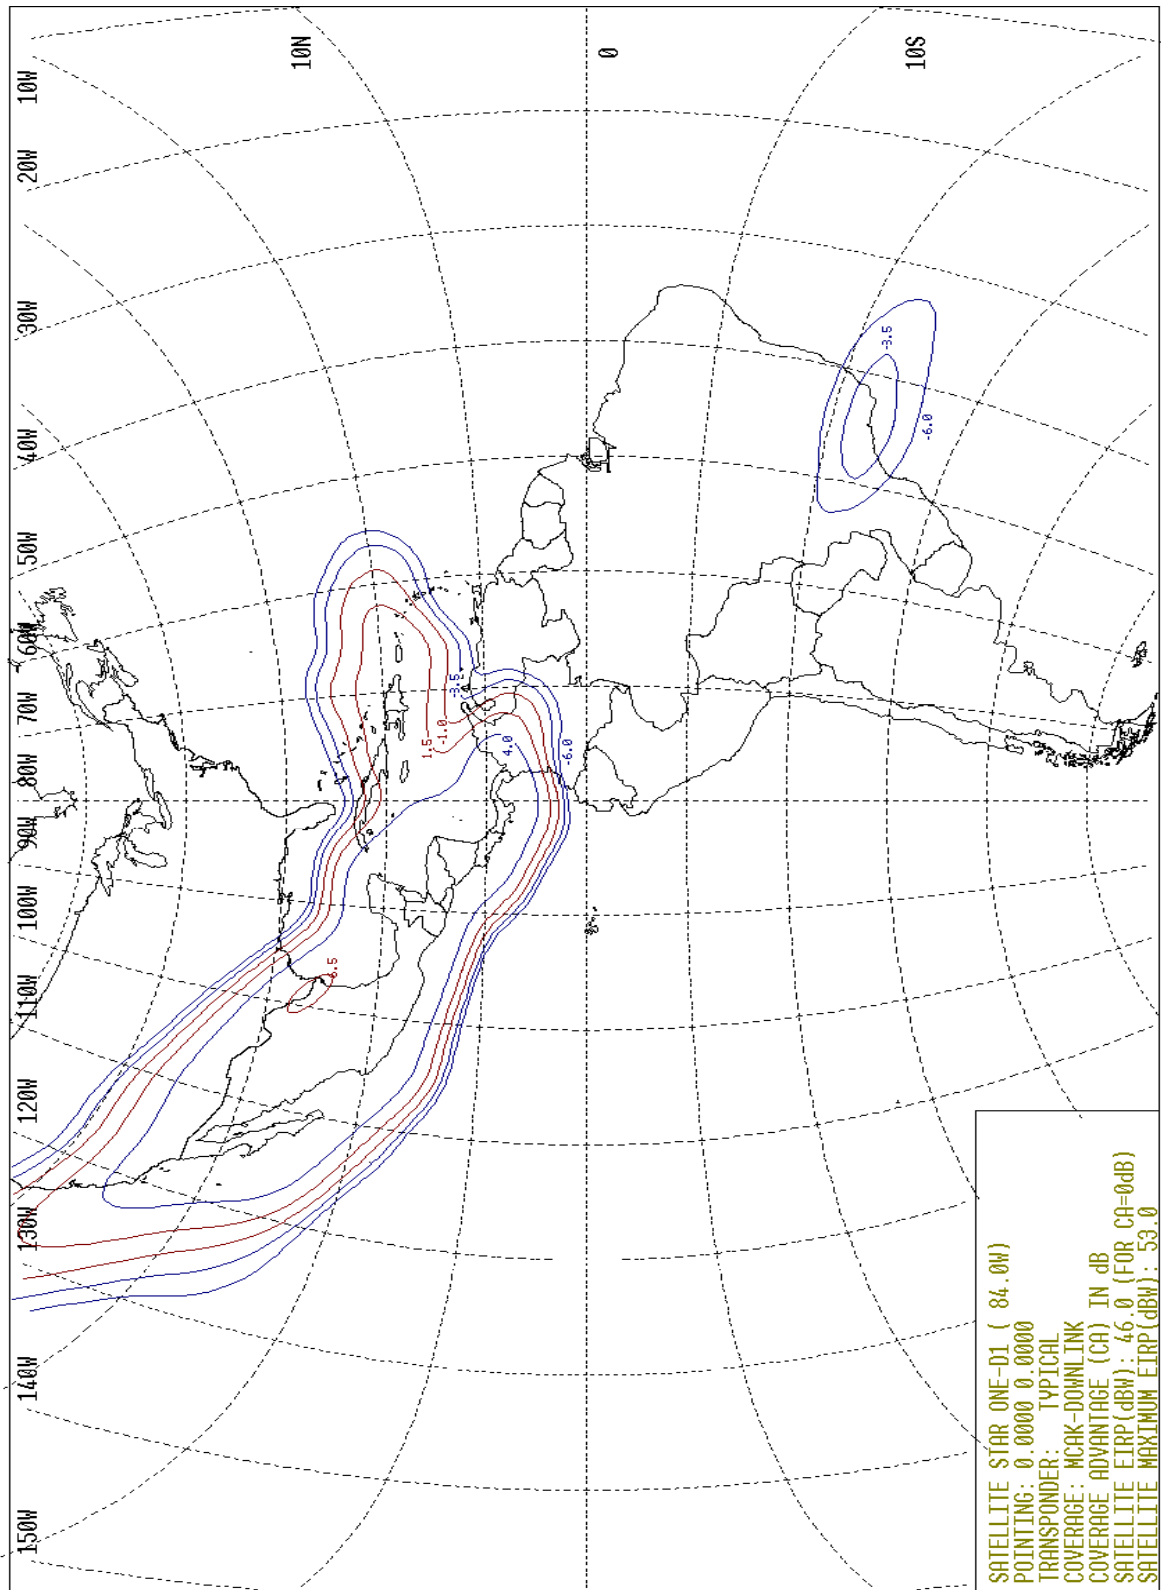 10W
20W
30W
40W
50W
60W
70W
80W
90W
100W
110W
120W
130W
140W
150W
10N
0
10S
-3.5
-6.0
-3.5
1.5
-1.0
4.0
-6.0
6.5
SATELLITE STAR ONE-D1 ( 84.0W)
POINTING: 0.0000 0.0000
TRANSPONDER: TYPICAL
COVERAGE: MCAK-DOWNLINK
COVERAGE ADVANTAGE (CA) IN dB
SATELLITE EIRP(dBW): 46.0 (FOR CA=0dB)
SATELLITE MAXIMUM EIRP(dBW): 53.0